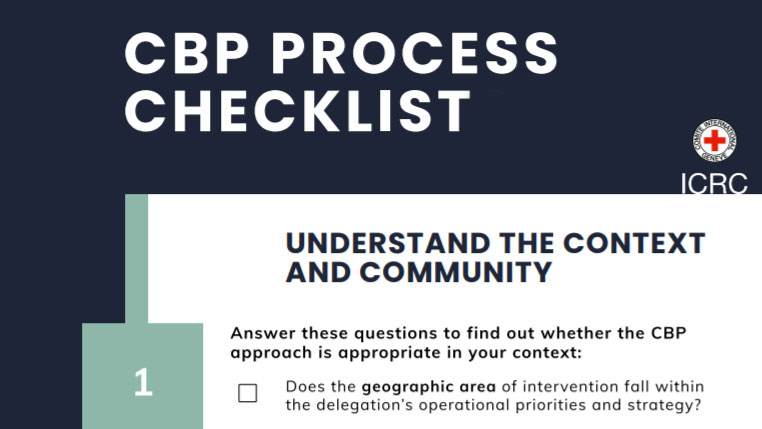 CBP PROCESS
CHECKLIST
COMITÉ INTERNATIONAL
GENEVE
ICRC
UNDERSTAND THE CONTEXT
AND COMMUNITY
Answer these questions to find out whether the CBP
approach is appropriate in your context:
1
Does the geographic area of intervention fall within
the delegation’s operational priorities and strategy?